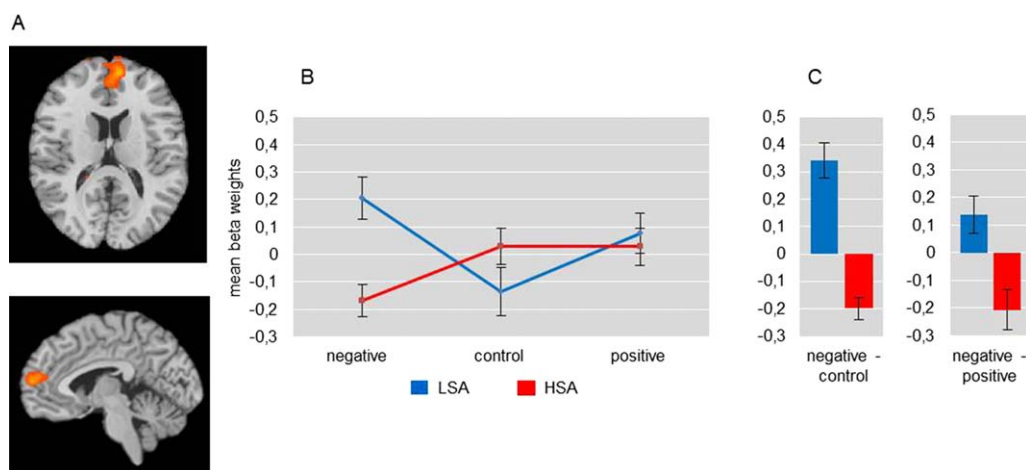 A
B
C
mean beta weights
0,5
0,4
0,3
0,2
0,1
0
-0,1
-0,2
-0,3
negative
control
positive
LSA
HSA
0,5
0,4
0,3
0,2
0,1
0
-0,1
-0,2
-0,3
negative -
control
0,5
0,4
0,3
0,2
0,1
0
-0,1
-0,2
-0,3
negative -
positive